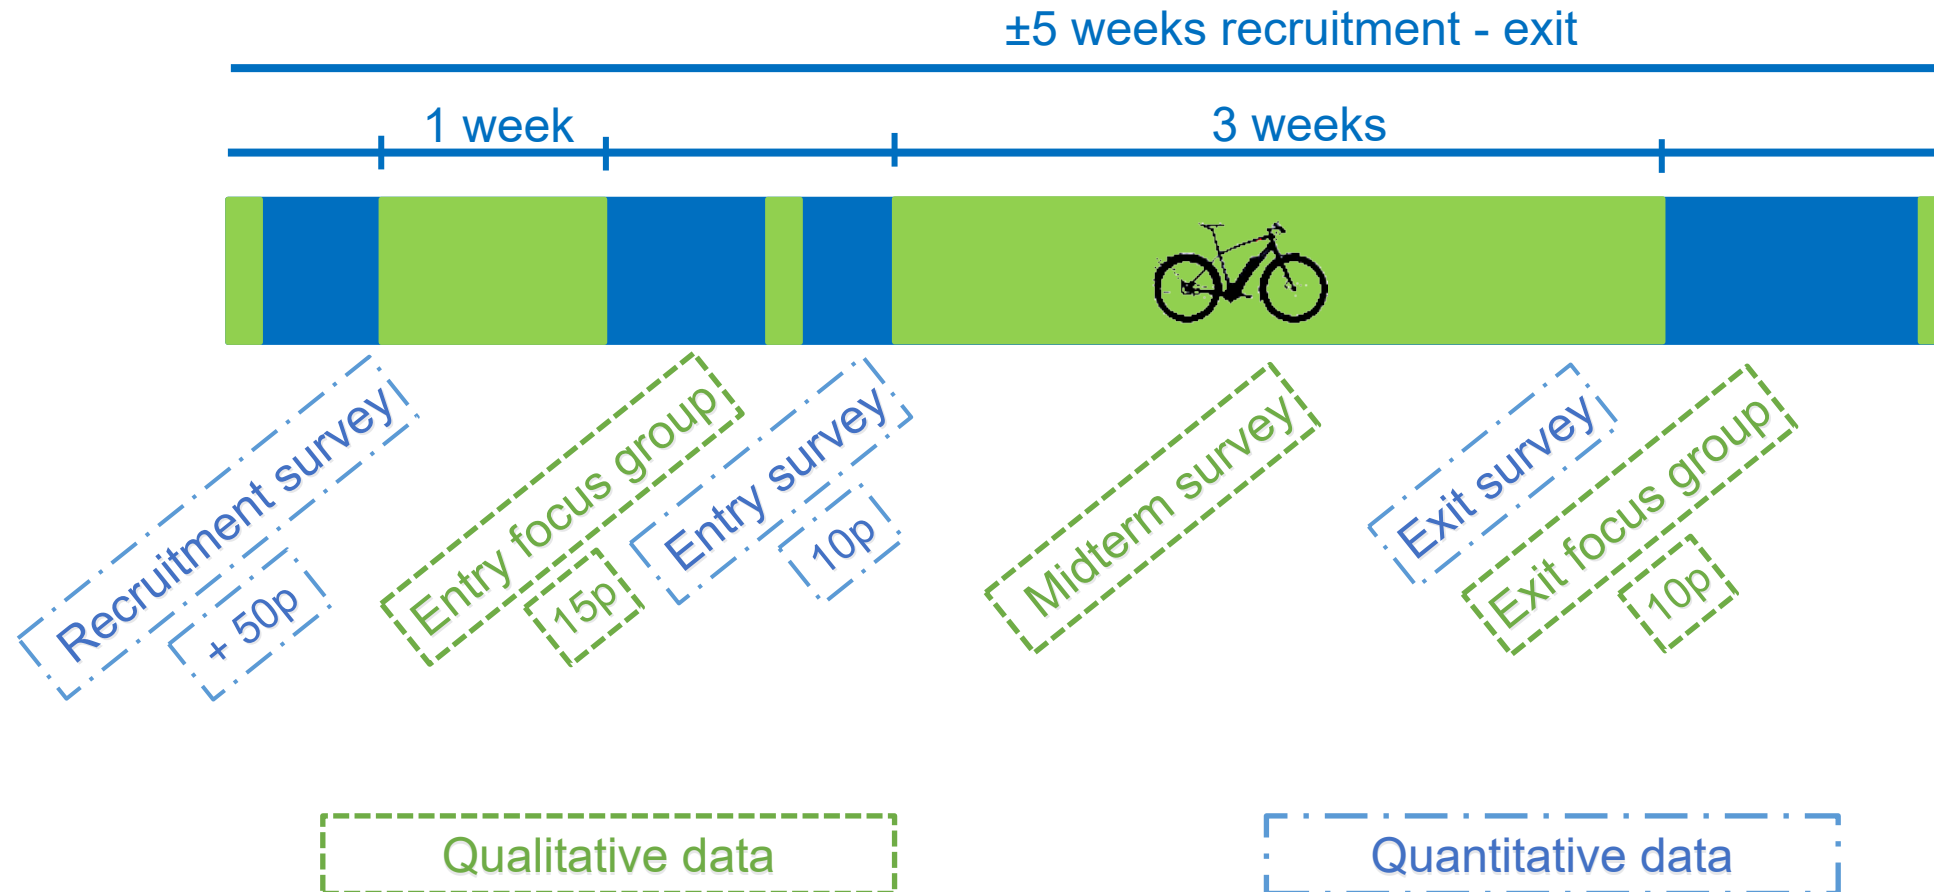 ±5 weeks recruitment - exit
1 week
3 weeks
Recruitment survey
+ 50p
Entry focus group
15p
Entry survey
10p
Midterm survey
Exit survey
Exit focus group
10p
Qualitative data
Quantitative data